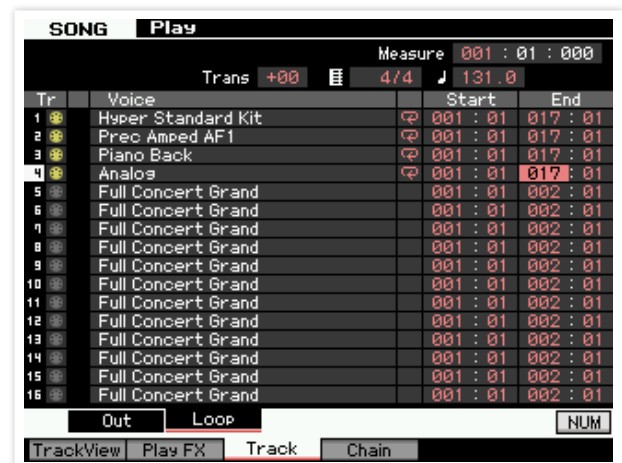 SONG Play
Measure 001 : 01 : 000
Trans +00 4/4 ♩ 131.0
Tr Voice Start End
1 Hyper Standard Kit 001 : 01 017 : 01
2 Prec Amped AF1 001 : 01 017 : 01
3 Piano Back 001 : 01 017 : 01
4 Analog 001 : 01 017 : 01
5 Full Concert Grand 001 : 01 002 : 01
6 Full Concert Grand 001 : 01 002 : 01
7 Full Concert Grand 001 : 01 002 : 01
8 Full Concert Grand 001 : 01 002 : 01
9 Full Concert Grand 001 : 01 002 : 01
10 Full Concert Grand 001 : 01 002 : 01
11 Full Concert Grand 001 : 01 002 : 01
12 Full Concert Grand 001 : 01 002 : 01
13 Full Concert Grand 001 : 01 002 : 01
14 Full Concert Grand 001 : 01 002 : 01
15 Full Concert Grand 001 : 01 002 : 01
16 Full Concert Grand 001 : 01 002 : 01
Out Loop NUM
TrackView Play FX Track Chain